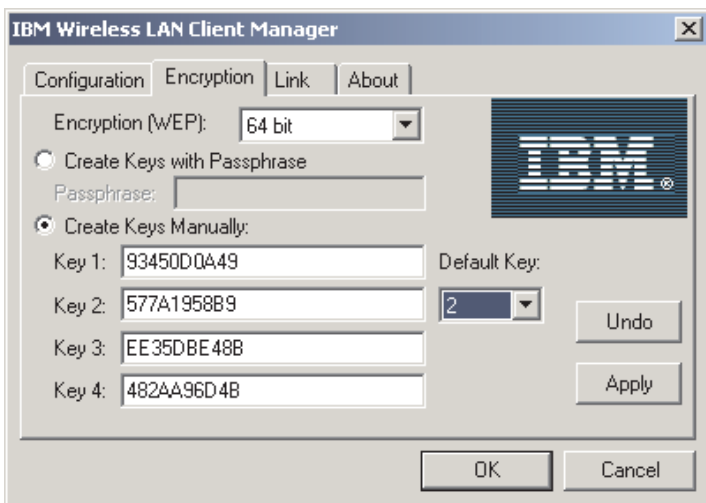 IBM Wireless LAN Client Manager
Configuration Encryption Link About
Encryption (WEP): 64 bit
IBM®
Create Keys with Passphrase
Passphrase:
Create Keys Manually:
Key 1: 93450D0A49 Default Key:
Key 2: 577A1958B9 2
Undo
Key 3: EE35DBE48B
Key 4: 482AA96D4B Apply
OK Cancel